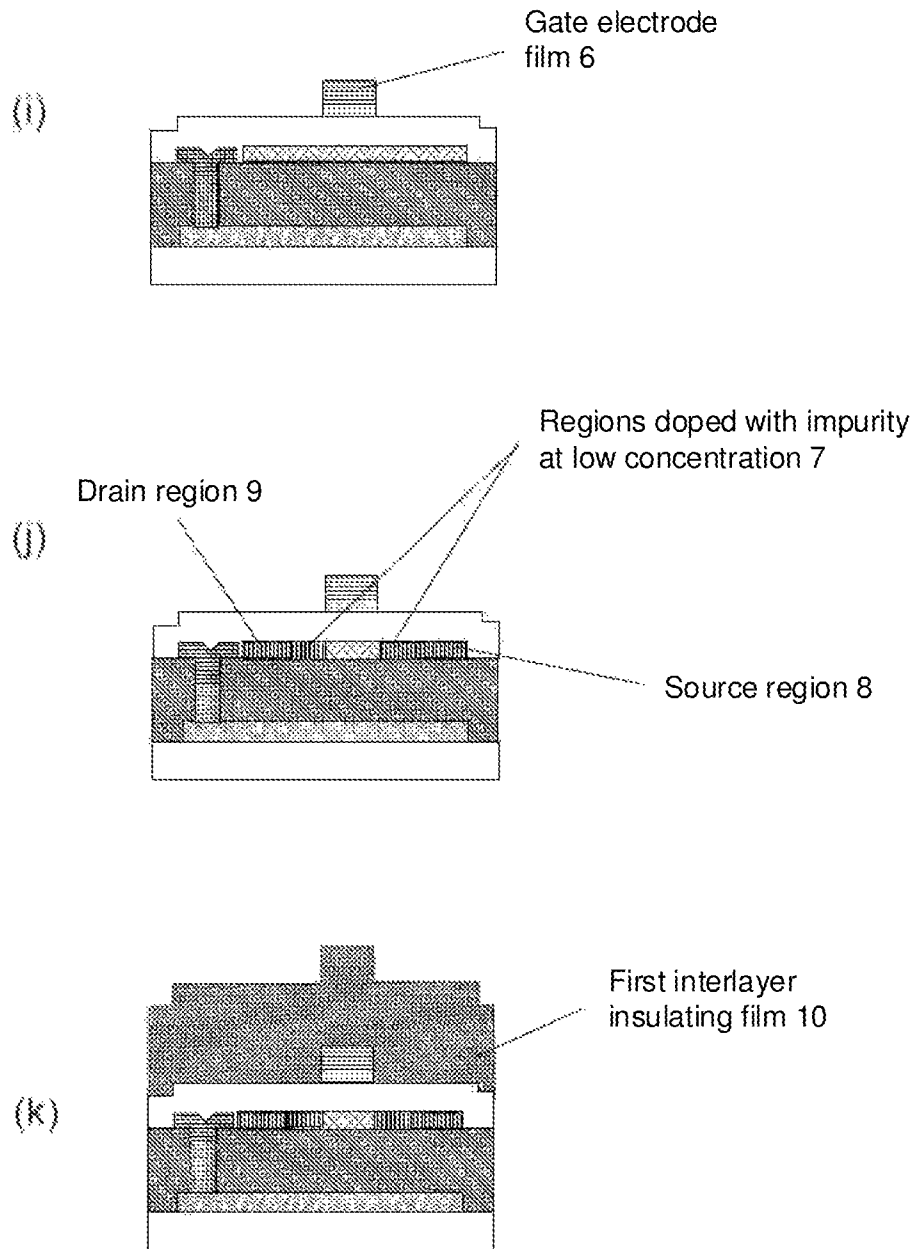 Gate electrode
film 6
(i)
Regions doped with impurity
at low concentration 7
Drain region 9
(j)
Source region 8
First interlayer
insulating film 10
(k)